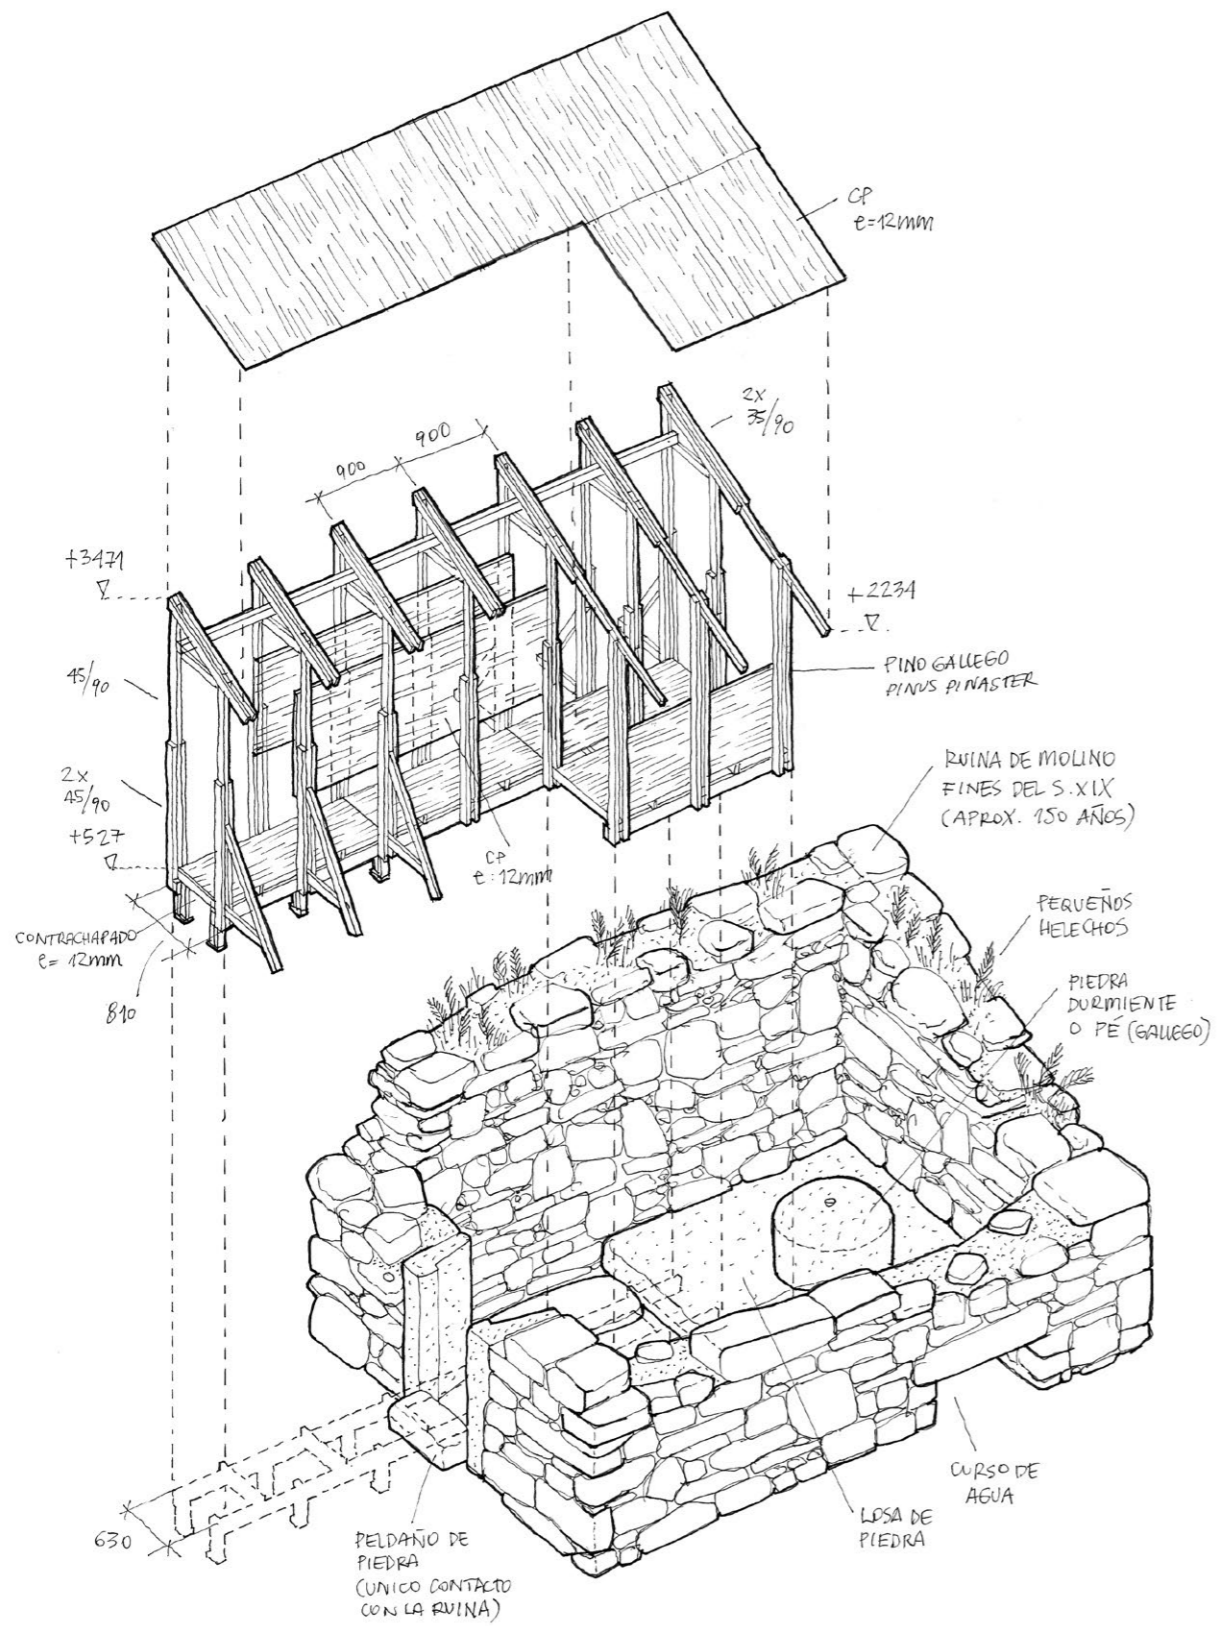 CP
e=12mm
2x
35/90
900
900
+3471
+2234
45/90
PINO GALLEGO
PINUS PINASTER
2x
45/90
+527
RUINA DE MOLINO
FINES DEL S.XIX
(APROX. 150 AÑOS)
CP
e=12mm
CONTRACHAPADO
e= 12mm
810
PEQUEÑOS
HELECHOS
PIEDRA
DURMIENTE
O PÉ (GALLEGO)
CURSO DE
AGUA
LOSA DE
PIEDRA
630
PELDAÑO DE
PIEDRA
(UNICO CONTACTO
CON LA RUINA)